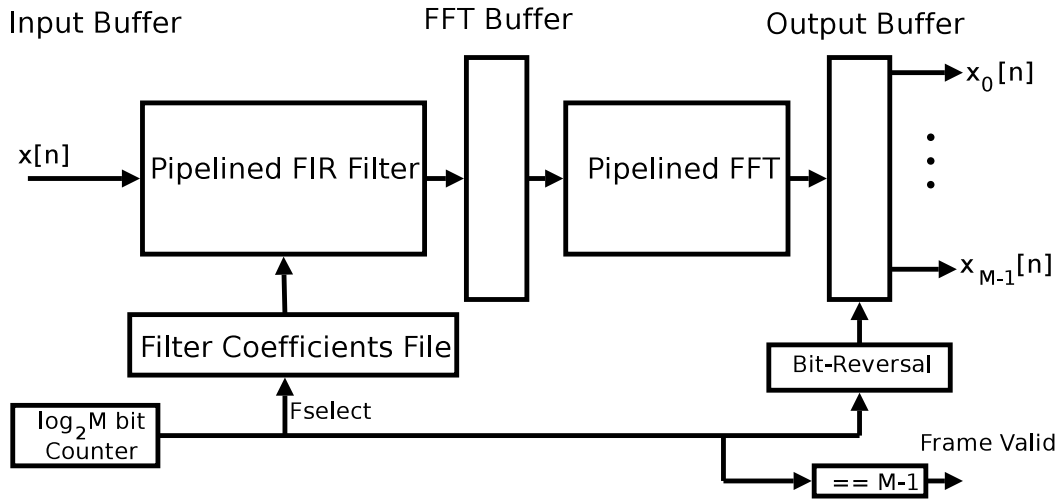 Input Buffer
FFT Buffer
Output Buffer
x[n]
Pipelined FIR Filter
Pipelined FFT
x0[n]
xM-1[n]
Filter Coefficients File
Bit-Reversal
Fselect
log2M bit
Counter
== M-1
Frame Valid